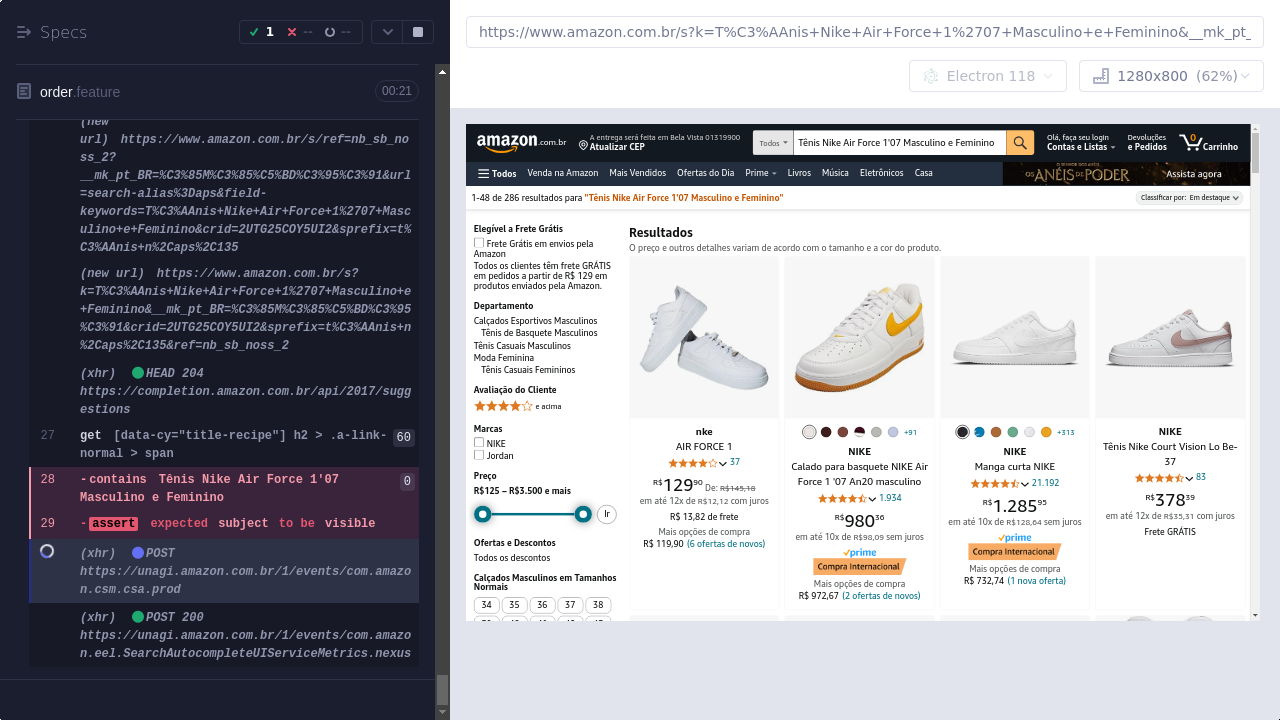 Specs
1
--
--
order.feature
00:21
(new
url) https://www.amazon.com.br/s/ref=nb_sb_no
ss_2?
__mk_pt_BR=%C3%85M%C3%85%C5%BD%C3%95%C3%91&url
=search-alias%3Daps&field-
keywords=T%C3%AAnis+Nike+Air+Force+1%2707+Masc
ulino+e+Feminino&crid=2UTG25COY5UI2&sprefix=t%
C3%AAnis+n%2Caps%2C135
(new url) https://www.amazon.com.br/s?
k=T%C3%AAnis+Nike+Air+Force+1%2707+Masculino+e
+Feminino&__mk_pt_BR=%C3%85M%C3%85%C5%BD%C3%95
%C3%91&crid=2UTG25COY5UI2&sprefix=t%C3%AAnis+n
%2Caps%2C135&ref=nb_sb_noss_2
(xhr) HEAD 204
https://completion.amazon.com.br/api/2017/sugg
estions
27 get [data-cy="title-recipe"] h2 > .a-link-
normal > span
60
28 -contains Tênis Nike Air Force 1'07
Masculino e Feminino
0
29 -assert expected subject to be visible
(xhr) POST
https://unagi.amazon.com.br/1/events/com.amazo
n.csm.csa.prod
(xhr) POST 200
https://unagi.amazon.com.br/1/events/com.amazo
n.eel.SearchAutocompleteUIServiceMetrics.nexus
https://www.amazon.com.br/s?k=T%C3%AAnis+Nike+Air+Force+1%2707+Masculino+e+Feminino&__mk_pt_
Electron 118
1280x800 (62%)
amazon.com.br
A entrega será feita em Bela Vista 01319900
Atualizar CEP
Todos
Tênis Nike Air Force 1'07 Masculino e Feminino
Olá, faça seu login
Contas e Listas
Devoluções
e Pedidos
0
Carrinho
Todos
Venda na Amazon
Mais Vendidos
Ofertas do Dia
Prime
Livros
Música
Eletrônicos
Casa
OS ANÉIS DE PODER
Assista agora
1-48 de 286 resultados para "Tênis Nike Air Force 1'07 Masculino e Feminino"
Classificar por: Em destaque
Elegível a Frete Grátis
Frete Grátis em envios pela
Amazon
Todos os clientes têm frete GRÁTIS
em pedidos a partir de R$ 129 em
produtos enviados pela Amazon.
Departamento
Calçados Esportivos Masculinos
Tênis de Basquete Masculinos
Tênis Casuais Masculinos
Moda Feminina
Tênis Casuais Femininos
Avaliação do Cliente
e acima
Marcas
NIKE
Jordan
Preço
R$125 – R$3.500 e mais
Ir
Ofertas e Descontos
Todos os descontos
Calçados Masculinos em Tamanhos
Normais
34 35 36 37 38
Resultados
O preço e outros detalhes variam de acordo com o tamanho e a cor do produto.
nke
AIR FORCE 1
37
R$129,90 De: R$145,18
em até 12x de R$12,12 com juros
R$ 13,82 de frete
Mais opções de compra
R$ 119,90 (6 ofertas de novos)
+91
NIKE
Calado para basquete NIKE Air
Force 1 '07 An20 masculino
1.934
R$980,36
em até 10x de R$98,09 sem juros
prime
Compra Internacional
Mais opções de compra
R$ 972,67 (2 ofertas de novos)
+313
NIKE
Manga curta NIKE
21.192
R$1.285,95
em até 10x de R$128,64 sem juros
prime
Compra Internacional
Mais opções de compra
R$ 732,74 (1 nova oferta)
NIKE
Tênis Nike Court Vision Lo Be-
37
83
R$378,39
em até 12x de R$35,31 com juros
Frete GRÁTIS